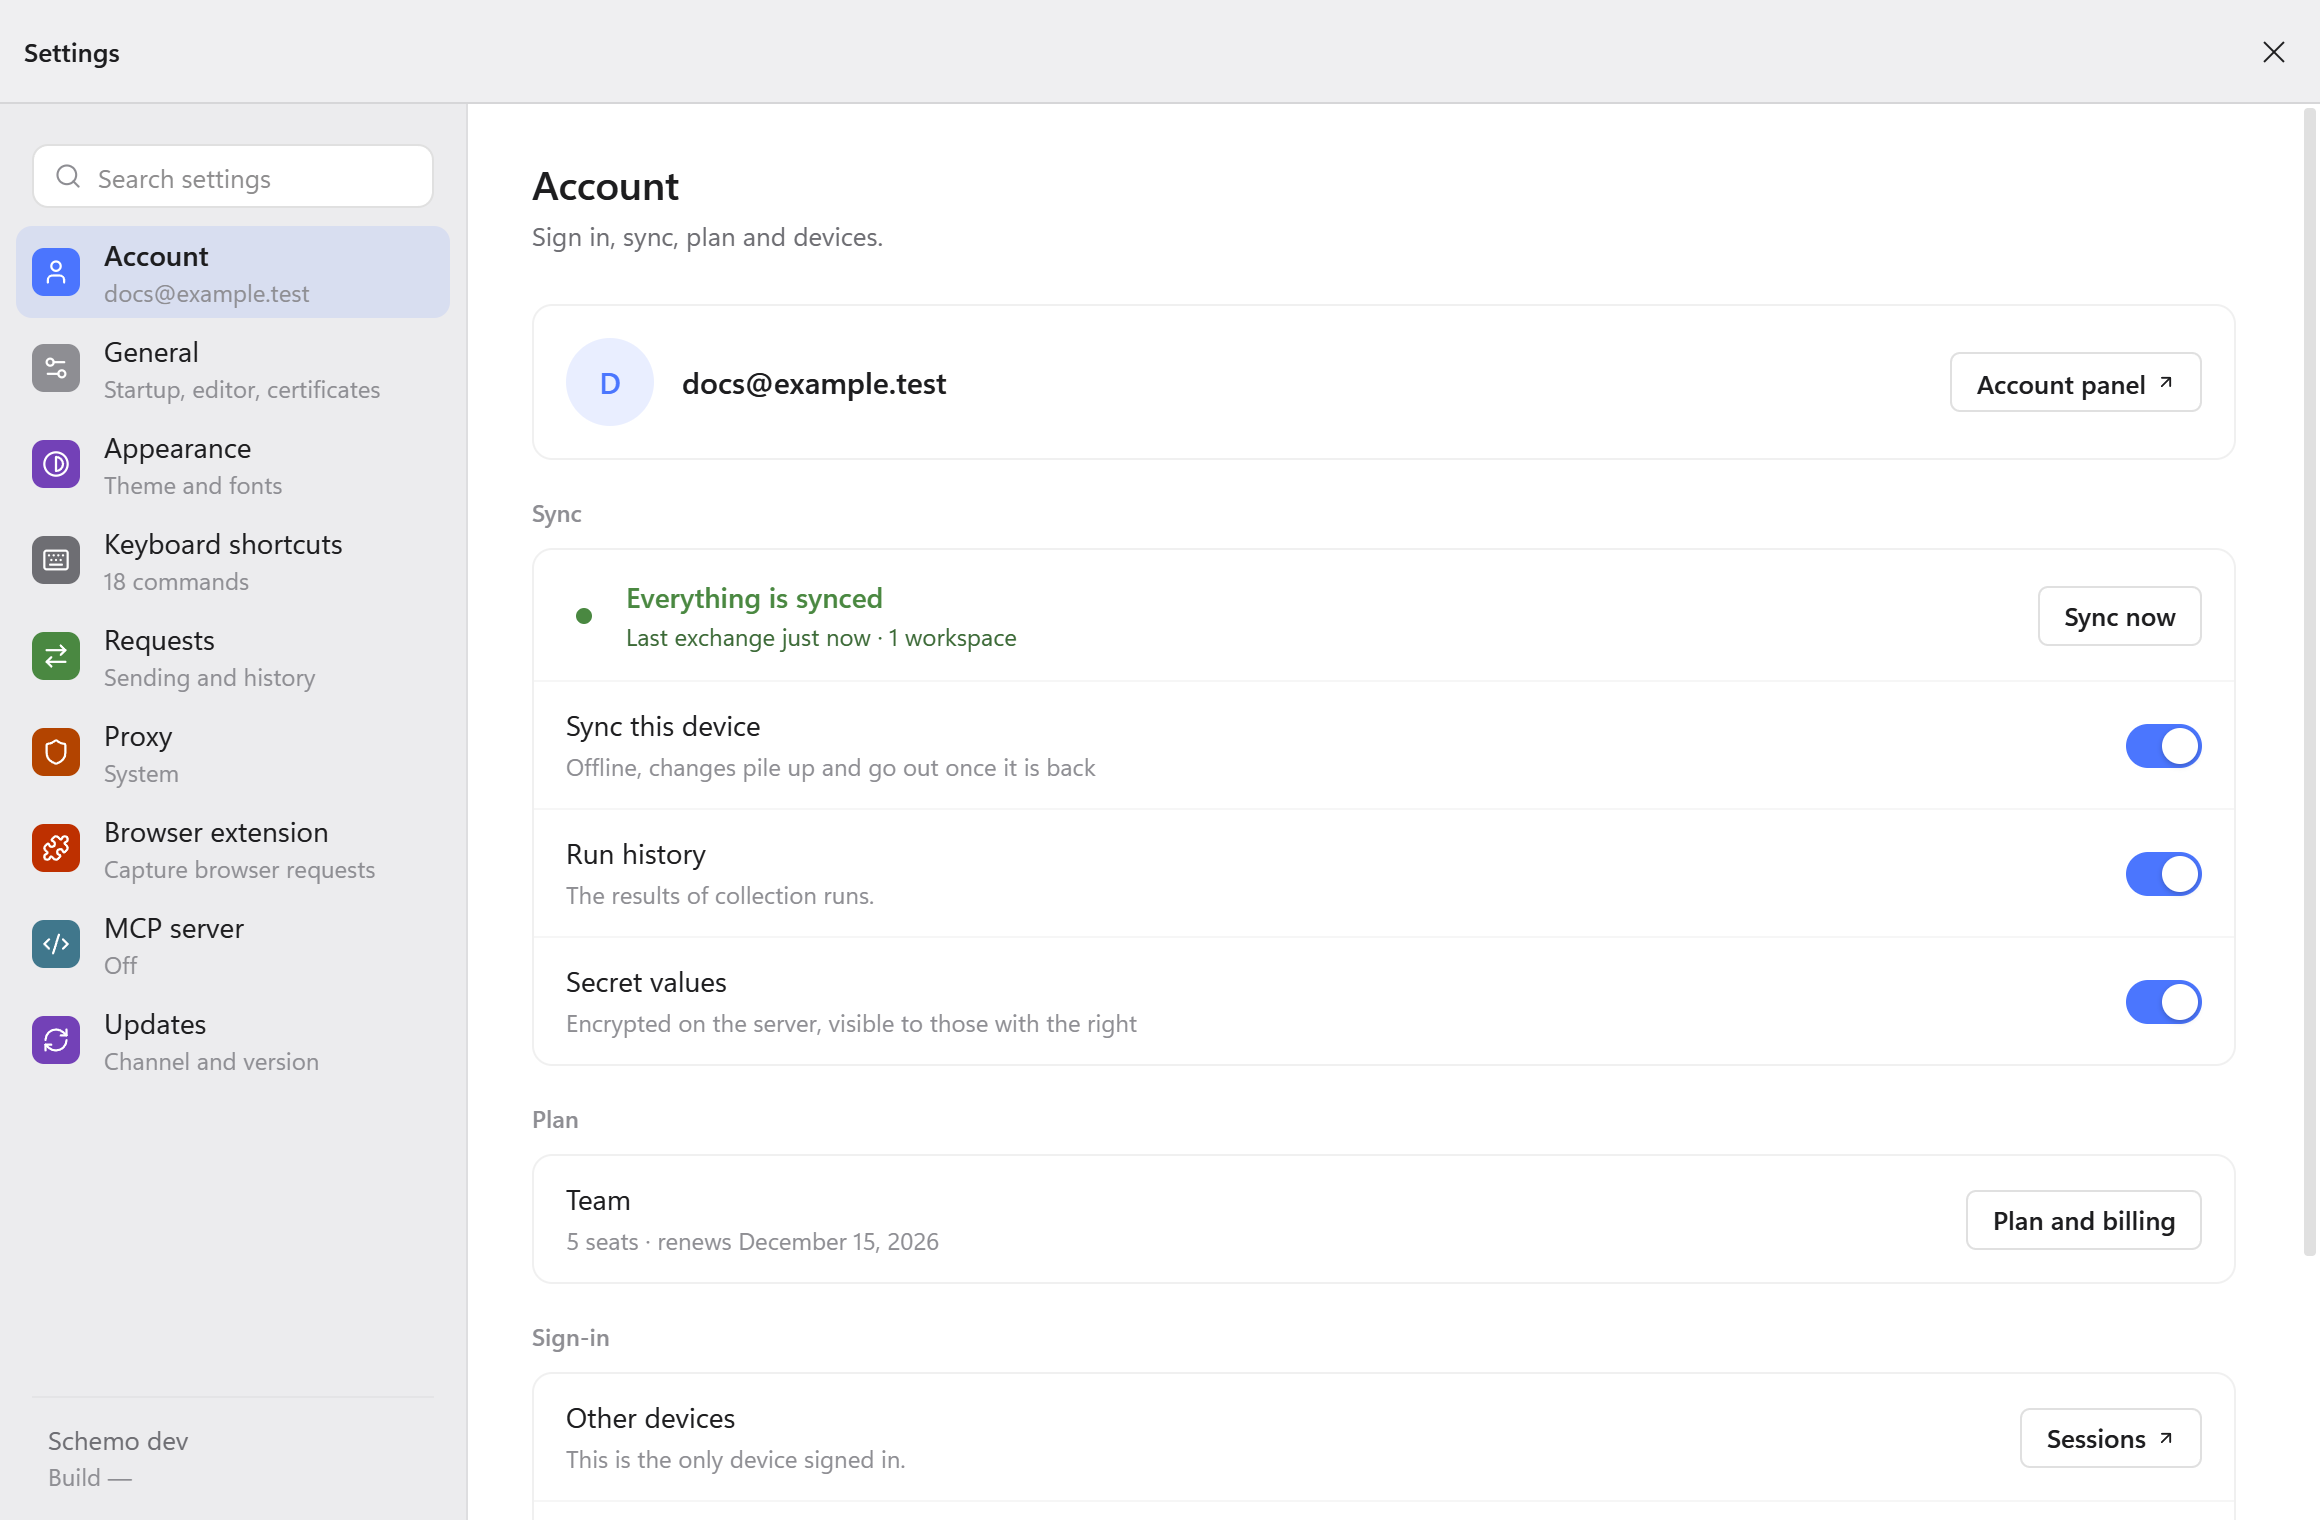 Settings
Search settings
Account
docs@example.test
General
Startup, editor, certificates
Appearance
Theme and fonts
Keyboard shortcuts
18 commands
Requests
Sending and history
Proxy
System
Browser extension
Capture browser requests
MCP server
Off
Updates
Channel and version
Schemo dev
Build —
Account
Sign in, sync, plan and devices.
D
docs@example.test
Account panel
Sync
Everything is synced
Last exchange just now · 1 workspace
Sync now
Sync this device
Offline, changes pile up and go out once it is back
Run history
The results of collection runs.
Secret values
Encrypted on the server, visible to those with the right
Plan
Team
5 seats · renews December 15, 2026
Plan and billing
Sign-in
Other devices
This is the only device signed in.
Sessions